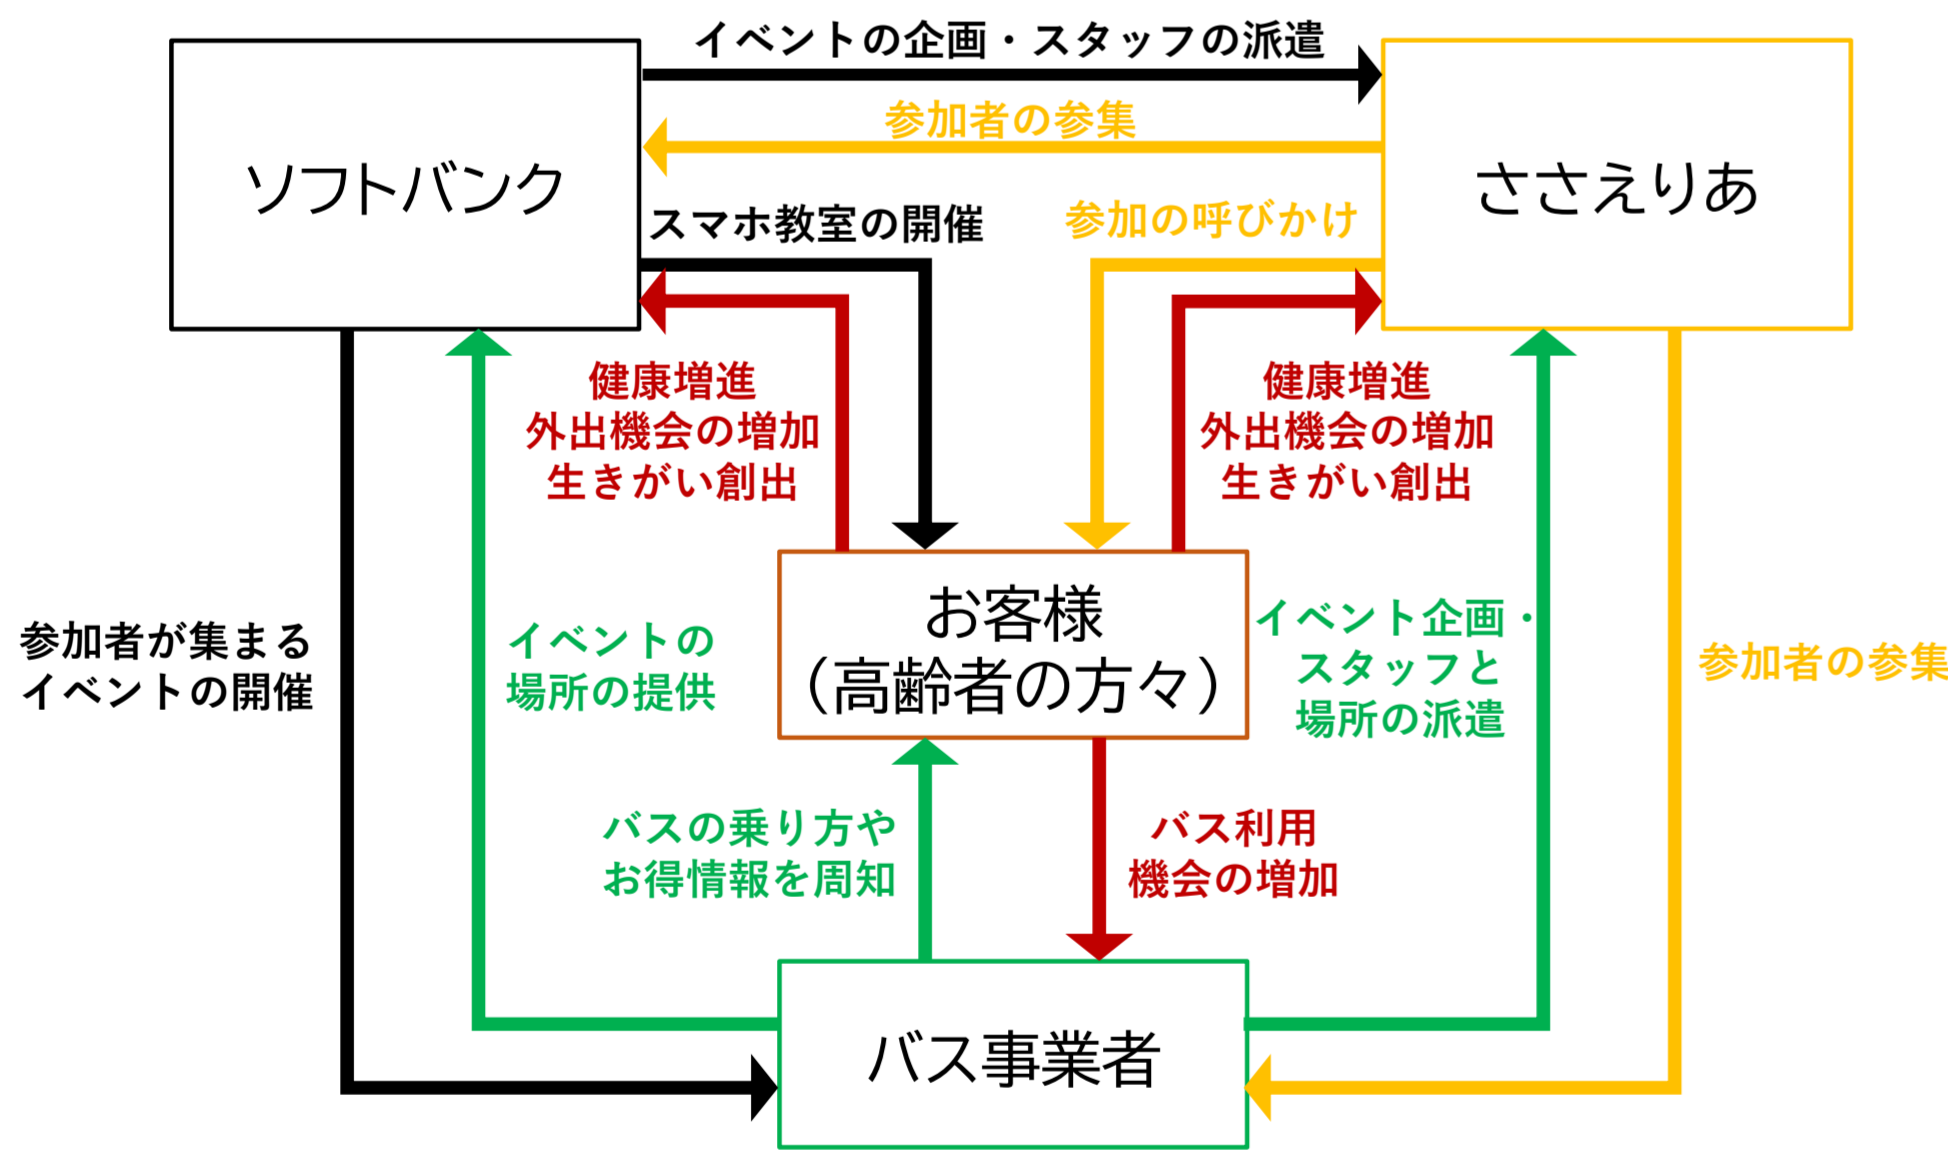 イベントの企画・スタッフの派遣
参加者の参集
ソフトバンク
ささえりあ
スマホ教室の開催
参加の呼びかけ
健康増進
外出機会の増加
生きがい創出
健康増進
外出機会の増加
生きがい創出
お客様
（高齢者の方々）
参加者が集まる
イベントの開催
イベントの
場所の提供
イベント企画・
スタッフと
場所の派遣
参加者の参集
バスの乗り方や
お得情報を周知
バス利用
機会の増加
バス事業者